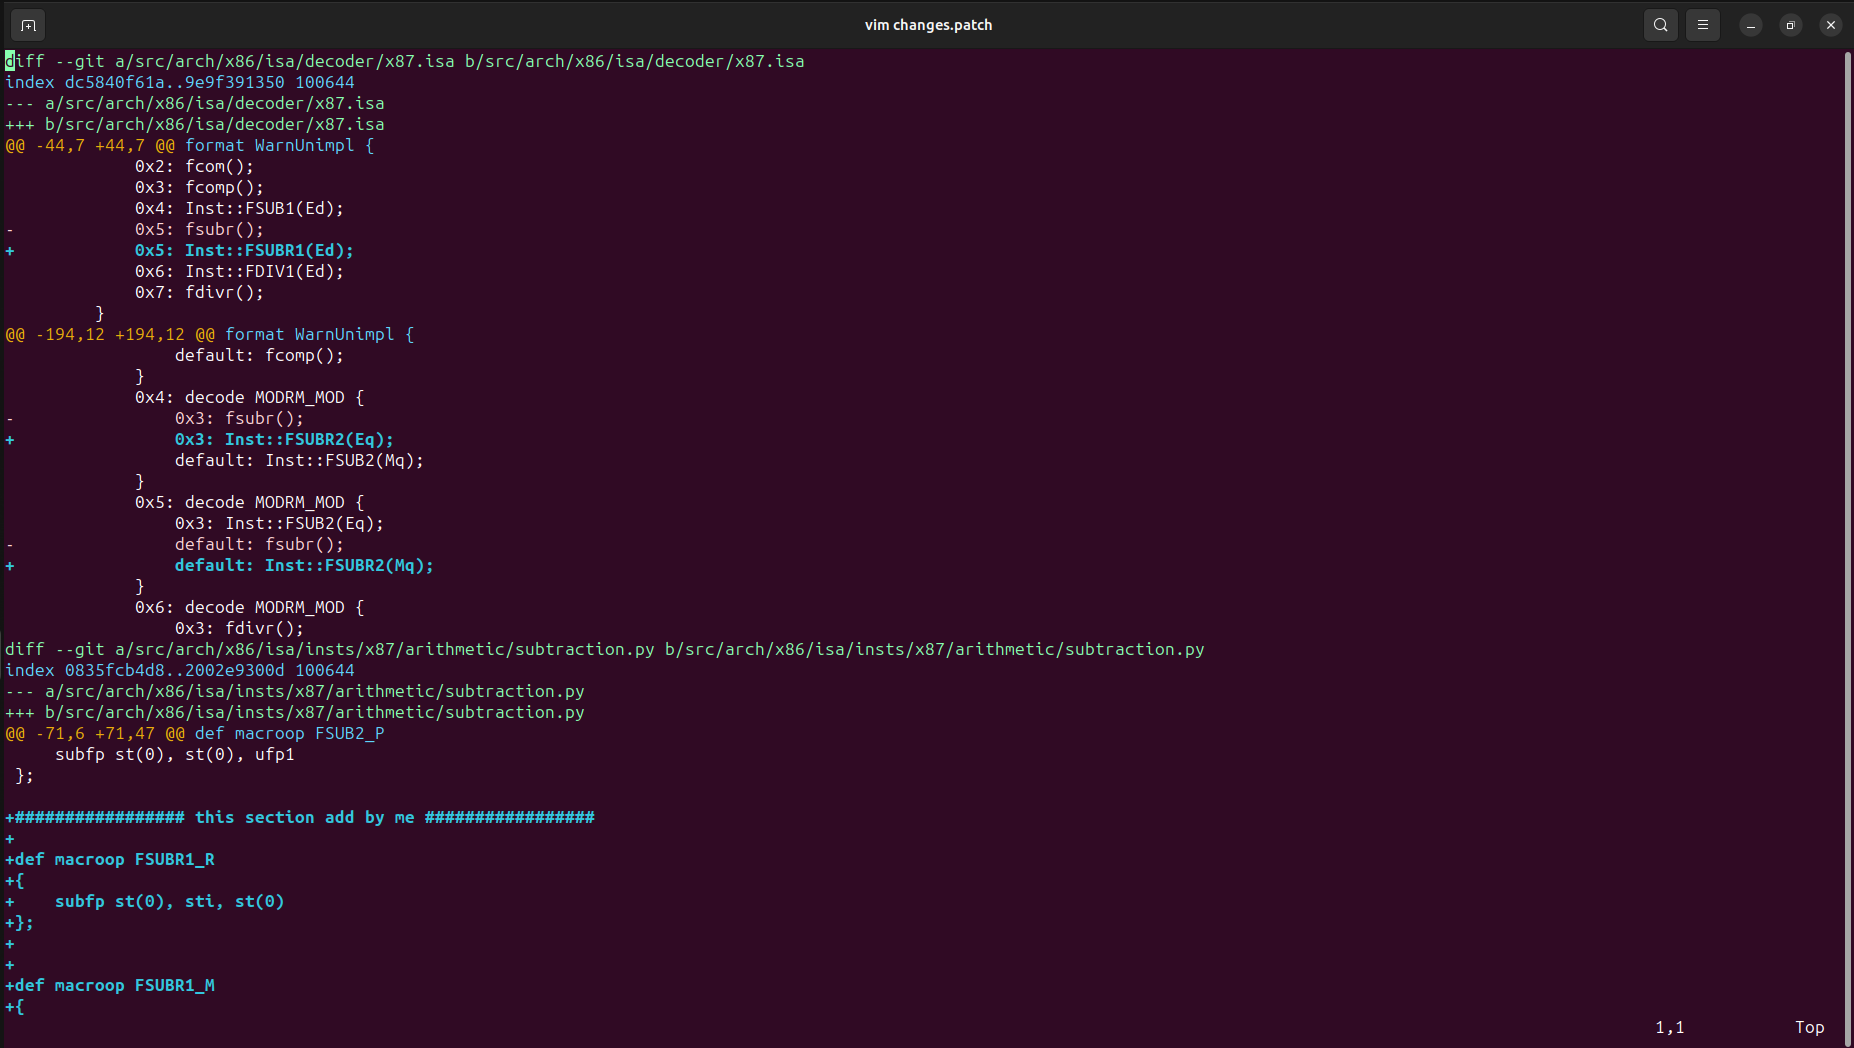 vim changes.patch
diff --git a/src/arch/x86/isa/decoder/x87.isa b/src/arch/x86/isa/decoder/x87.isa
index dc5840f61a..9e9f391350 100644
--- a/src/arch/x86/isa/decoder/x87.isa
+++ b/src/arch/x86/isa/decoder/x87.isa
@@ -44,7 +44,7 @@ format WarnUnimpl {
             0x2: fcom();
             0x3: fcomp();
             0x4: Inst::FSUB1(Ed);
-            0x5: fsubr();
+            0x5: Inst::FSUBR1(Ed);
             0x6: Inst::FDIV1(Ed);
             0x7: fdivr();
         }
@@ -194,12 +194,12 @@ format WarnUnimpl {
                 default: fcomp();
             }
             0x4: decode MODRM_MOD {
-                0x3: fsubr();
+                0x3: Inst::FSUBR2(Eq);
                 default: Inst::FSUB2(Mq);
             }
             0x5: decode MODRM_MOD {
                 0x3: Inst::FSUB2(Eq);
-                default: fsubr();
+                default: Inst::FSUBR2(Mq);
             }
             0x6: decode MODRM_MOD {
                 0x3: fdivr();
diff --git a/src/arch/x86/isa/insts/x87/arithmetic/subtraction.py b/src/arch/x86/isa/insts/x87/arithmetic/subtraction.py
index 0835fcb4d8..2002e9300d 100644
--- a/src/arch/x86/isa/insts/x87/arithmetic/subtraction.py
+++ b/src/arch/x86/isa/insts/x87/arithmetic/subtraction.py
@@ -71,6 +71,47 @@ def macroop FSUB2_P
     subfp st(0), st(0), ufp1
 };

+################# this section add by me #################
+
+def macroop FSUBR1_R
+{
+    subfp st(0), sti, st(0)
+};
+
+
+def macroop FSUBR1_M
+{
1,1 Top